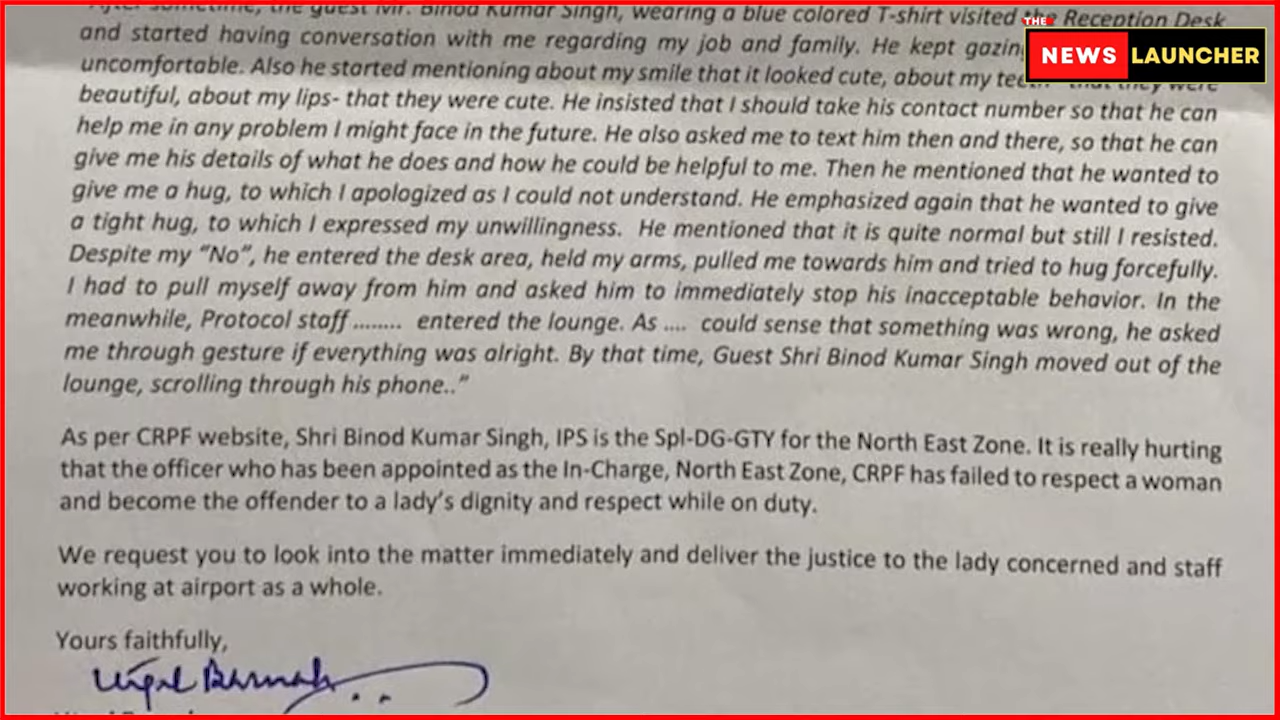 "After sometime, the guest Mr. Binod Kumar Singh, wearing a blue colored T-shirt visited the Reception Desk
and started having conversation with me regarding my job and family. He kept gazing
uncomfortable. Also he started mentioning about my smile that it looked cute, about my teeth that they were
beautiful, about my lips- that they were cute. He insisted that I should take his contact number so that he can
help me in any problem I might face in the future. He also asked me to text him then and there, so that he can
give me his details of what he does and how he could be helpful to me. Then he mentioned that he wanted to
give me a hug, to which I apologized as I could not understand. He emphasized again that he wanted to give
a tight hug, to which I expressed my unwillingness. He mentioned that it is quite normal but still I resisted.
Despite my "No", he entered the desk area, held my arms, pulled me towards him and tried to hug forcefully.
I had to pull myself away from him and asked him to immediately stop his inacceptable behavior. In the
meanwhile, Protocol staff ........ entered the lounge. As .... could sense that something was wrong, he asked
me through gesture if everything was alright. By that time, Guest Shri Binod Kumar Singh moved out of the
lounge, scrolling through his phone.."
As per CRPF website, Shri Binod Kumar Singh, IPS is the Spl-DG-GTY for the North East Zone. It is really hurting
that the officer who has been appointed as the In-Charge, North East Zone, CRPF has failed to respect a woman
and become the offender to a lady's dignity and respect while on duty.
We request you to look into the matter immediately and deliver the justice to the lady concerned and staff
working at airport as a whole.
Yours faithfully,
THE
NEWS LAUNCHER